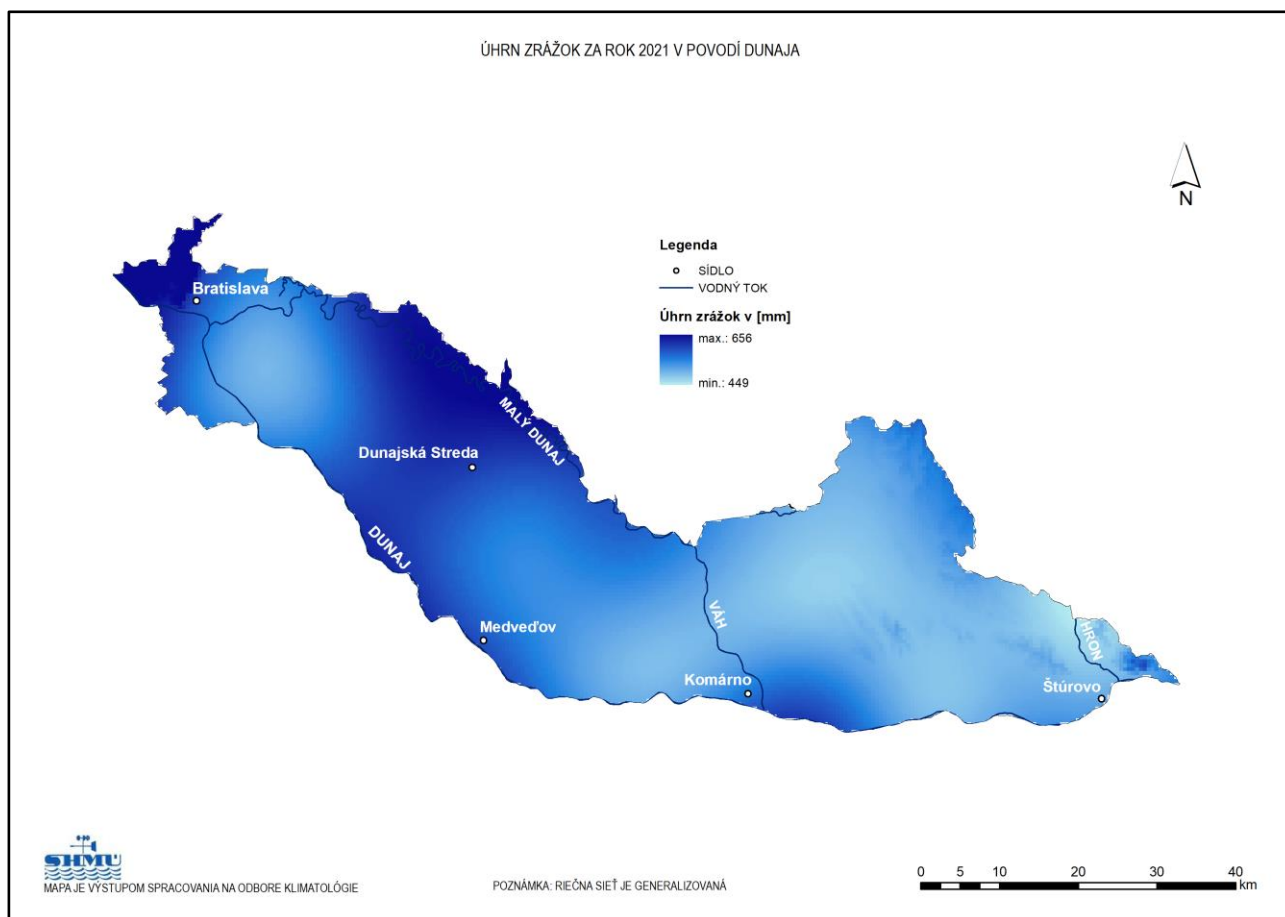 ÚHRN ZRÁŽOK ZA ROK 2021 V POVODÍ DUNAJA
N
Legenda
SÍDLO
VODNÝ TOK
Úhrn zrážok v [mm]
max.: 656
min.: 449
Bratislava
MALÝ DUNAJ
Dunajská Streda
DUNAJ
Medveďov
VÁH
HRON
Komárno
Štúrovo
SHMÚ
MAPA JE VÝSTUPOM SPRACOVANIA NA ODBORE KLIMATOLÓGIE
POZNÁMKA: RIEČNA SIEŤ JE GENERALIZOVANÁ
0 5 10 20 30 40
km